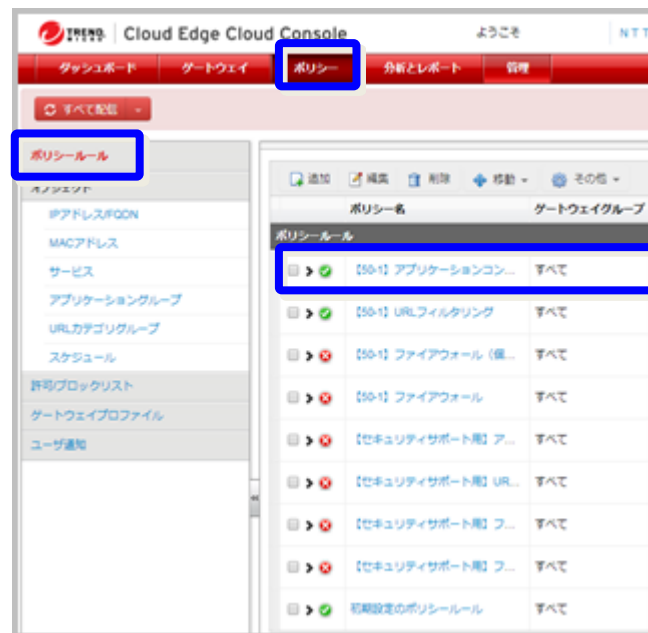 TREND MICRO Cloud Edge Cloud Console ようこそ NTT
ダッシュボード ゲートウェイ ポリシー 分析とレポート 管理
すべて配信
ポリシールール
オブジェクト
IPアドレス/FQDN
MACアドレス
サービス
アプリケーショングループ
URLカテゴリグループ
スケジュール
許可/ブロックリスト
ゲートウェイプロファイル
ユーザ通知
追加 編集 削除 移動 その他
ポリシー名 ゲートウェイグループ
ポリシールール
【50-1】アプリケーションコン... すべて
【50-1】URLフィルタリング すべて
【50-1】ファイアウォール（個... すべて
【50-1】ファイアウォール すべて
【セキュリティサポート用】ア... すべて
【セキュリティサポート用】UR... すべて
【セキュリティサポート用】フ... すべて
【セキュリティサポート用】フ... すべて
初期設定のポリシールール すべて